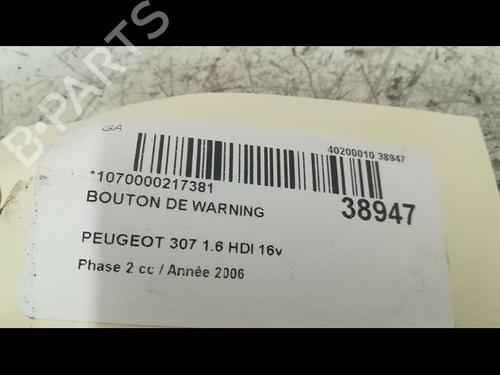 B-PARTS
GA
40200010 38947
*1070000217381
BOUTON DE WARNING
38947
PEUGEOT 307 1.6 HDI 16v
Phase 2 cc / Année 2006